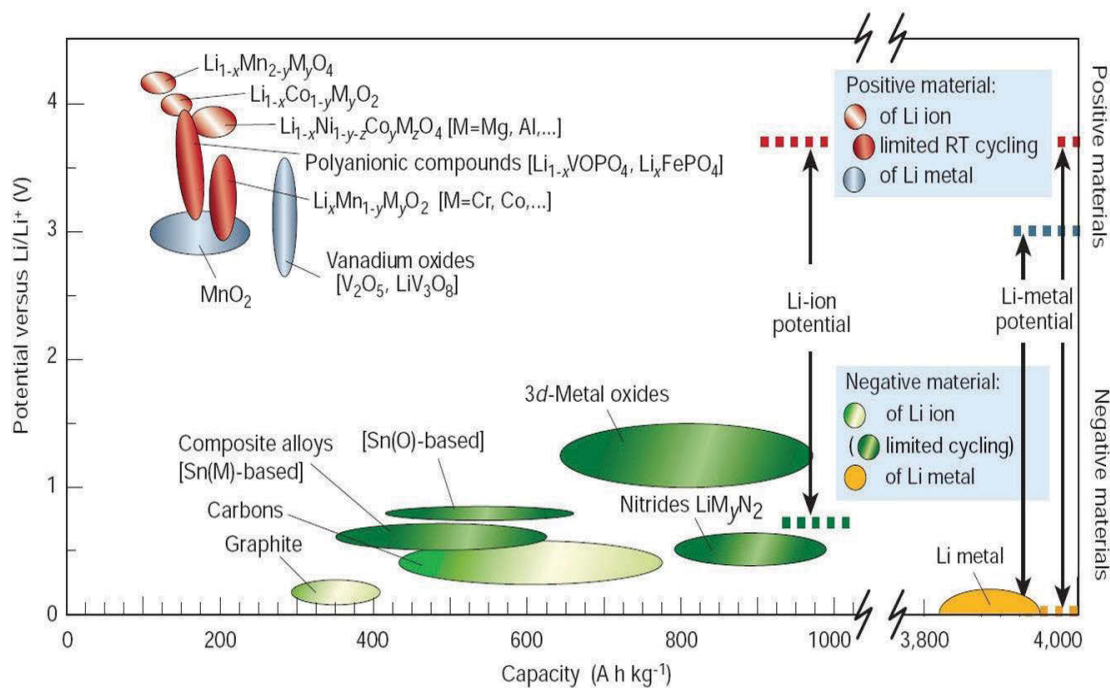 Li₁₋ₓMn₂₋yMyO₄
Li₁₋ₓCo₁₋yMyO₂
Li₁₋ₓNi₁₋y₋zCoyMzO₄ [M=Mg, Al,...]
Polyanionic compounds [Li₁₋ₓVOPO₄, LiₓFePO₄]
LiₓMn₁₋yMyO₂ [M=Cr, Co,...]
Vanadium oxides
[V₂O₅, LiV₃O₈]
MnO₂
Positive material:
of Li ion
limited RT cycling
of Li metal
Positive materials
Li-ion
potential
Li-metal
potential
Negative material:
of Li ion
( limited cycling)
of Li metal
Negative materials
3d-Metal oxides
[Sn(O)-based]
Composite alloys
[Sn(M)-based]
Nitrides LiMyN₂
Carbons
Graphite
Li metal
Potential versus Li/Li⁺ (V)
4
3
2
1
0
0 200 400 600 800 1000 3,800 4,000
Capacity (A h kg⁻¹)